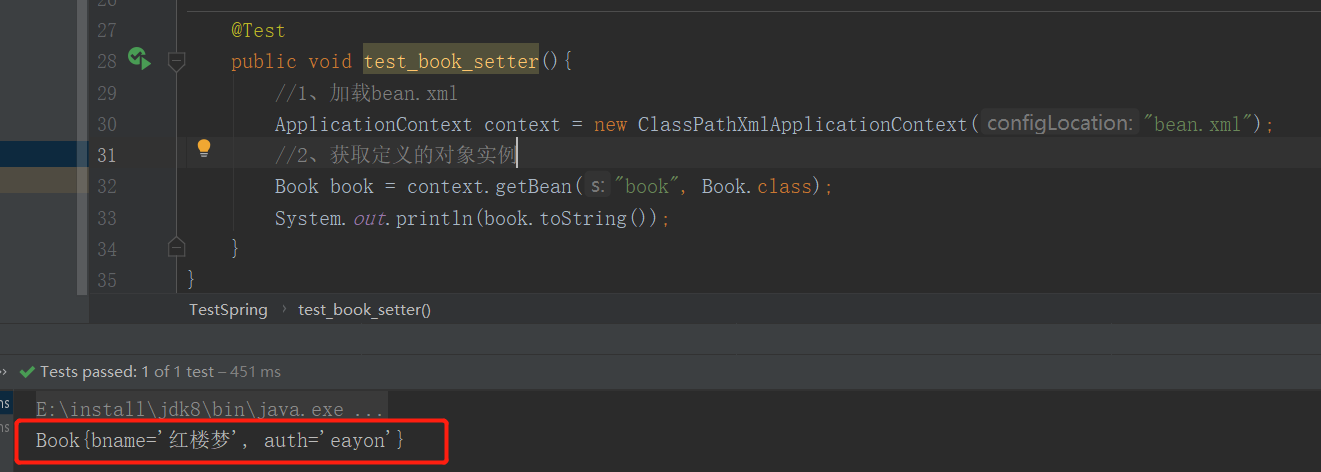 27 @Test
28 public void test_book_setter(){
29 //1、加载bean.xml
30 ApplicationContext context = new ClassPathXmlApplicationContext( configLocation: "bean.xml");
31 //2、获取定义的对象实例
32 Book book = context.getBean( s: "book", Book.class);
33 System.out.println(book.toString());
34 }
35 }
TestSpring › test_book_setter()
›› Tests passed: 1 of 1 test – 451 ms
ms E:\install\jdk8\bin\java.exe ...
ms Book{bname='红楼梦', auth='eayon'}